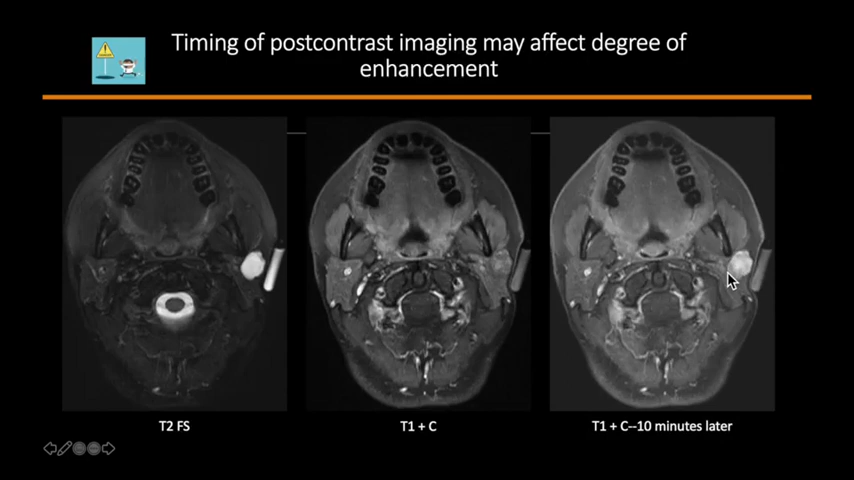 Timing of postcontrast imaging may affect degree of
enhancement
T2 FS
T1 + C
T1 + C--10 minutes later